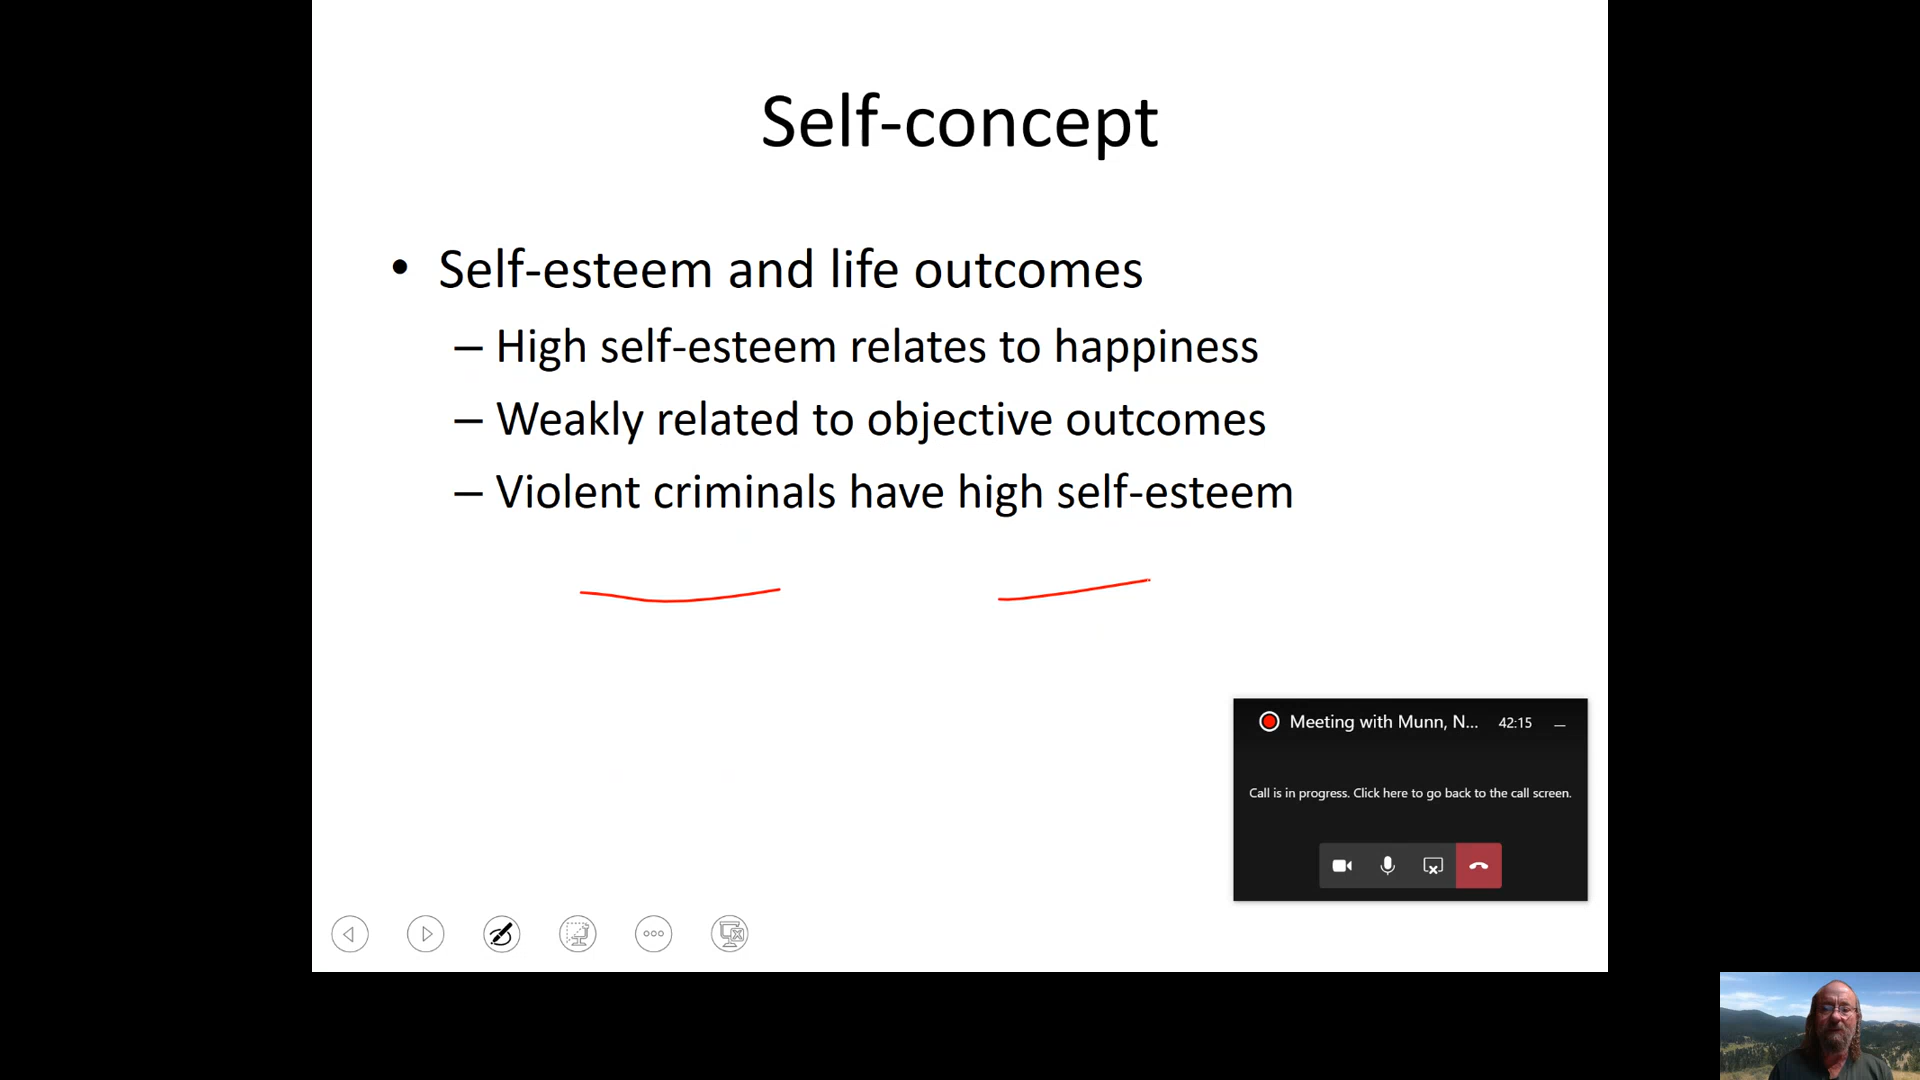 Self-concept
• Self-esteem and life outcomes
– High self-esteem relates to happiness
– Weakly related to objective outcomes
– Violent criminals have high self-esteem
Meeting with Munn, N... 42:15
Call is in progress. Click here to go back to the call screen.